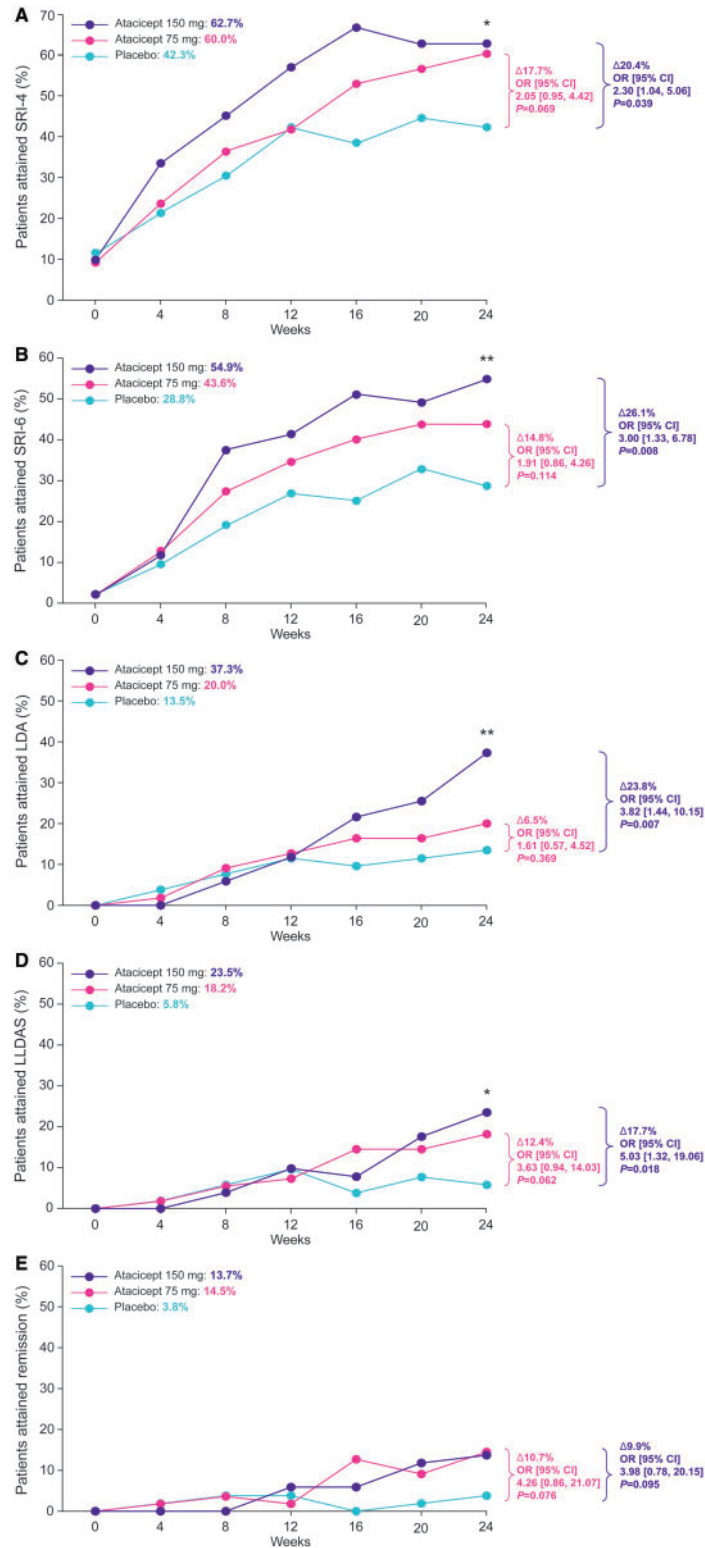 A
Patients attained SRI-4 (%)
70
60
50
40
30
20
10
0
Atacicept 150 mg: 62.7%
Atacicept 75 mg: 60.0%
Placebo: 42.3%
*
Δ17.7%
OR [95% CI]
2.05 [0.95, 4.42]
P=0.069
Δ20.4%
OR [95% CI]
2.30 [1.04, 5.06]
P=0.039
0 4 8 12 16 20 24
Weeks
B
Patients attained SRI-6 (%)
60
50
40
30
20
10
0
Atacicept 150 mg: 54.9%
Atacicept 75 mg: 43.6%
Placebo: 28.8%
**
Δ14.8%
OR [95% CI]
1.91 [0.86, 4.26]
P=0.114
Δ26.1%
OR [95% CI]
3.00 [1.33, 6.78]
P=0.008
0 4 8 12 16 20 24
Weeks
C
Patients attained LDA (%)
60
50
40
30
20
10
0
Atacicept 150 mg: 37.3%
Atacicept 75 mg: 20.0%
Placebo: 13.5%
**
Δ6.5%
OR [95% CI]
1.61 [0.57, 4.52]
P=0.369
Δ23.8%
OR [95% CI]
3.82 [1.44, 10.15]
P=0.007
0 4 8 12 16 20 24
Weeks
D
Patients attained LLDAS (%)
60
50
40
30
20
10
0
Atacicept 150 mg: 23.5%
Atacicept 75 mg: 18.2%
Placebo: 5.8%
*
Δ12.4%
OR [95% CI]
3.63 [0.94, 14.03]
P=0.062
Δ17.7%
OR [95% CI]
5.03 [1.32, 19.06]
P=0.018
0 4 8 12 16 20 24
Weeks
E
Patients attained remission (%)
60
50
40
30
20
10
0
Atacicept 150 mg: 13.7%
Atacicept 75 mg: 14.5%
Placebo: 3.8%
Δ10.7%
OR [95% CI]
4.26 [0.86, 21.07]
P=0.076
Δ9.9%
OR [95% CI]
3.98 [0.78, 20.15]
P=0.095
0 4 8 12 16 20 24
Weeks